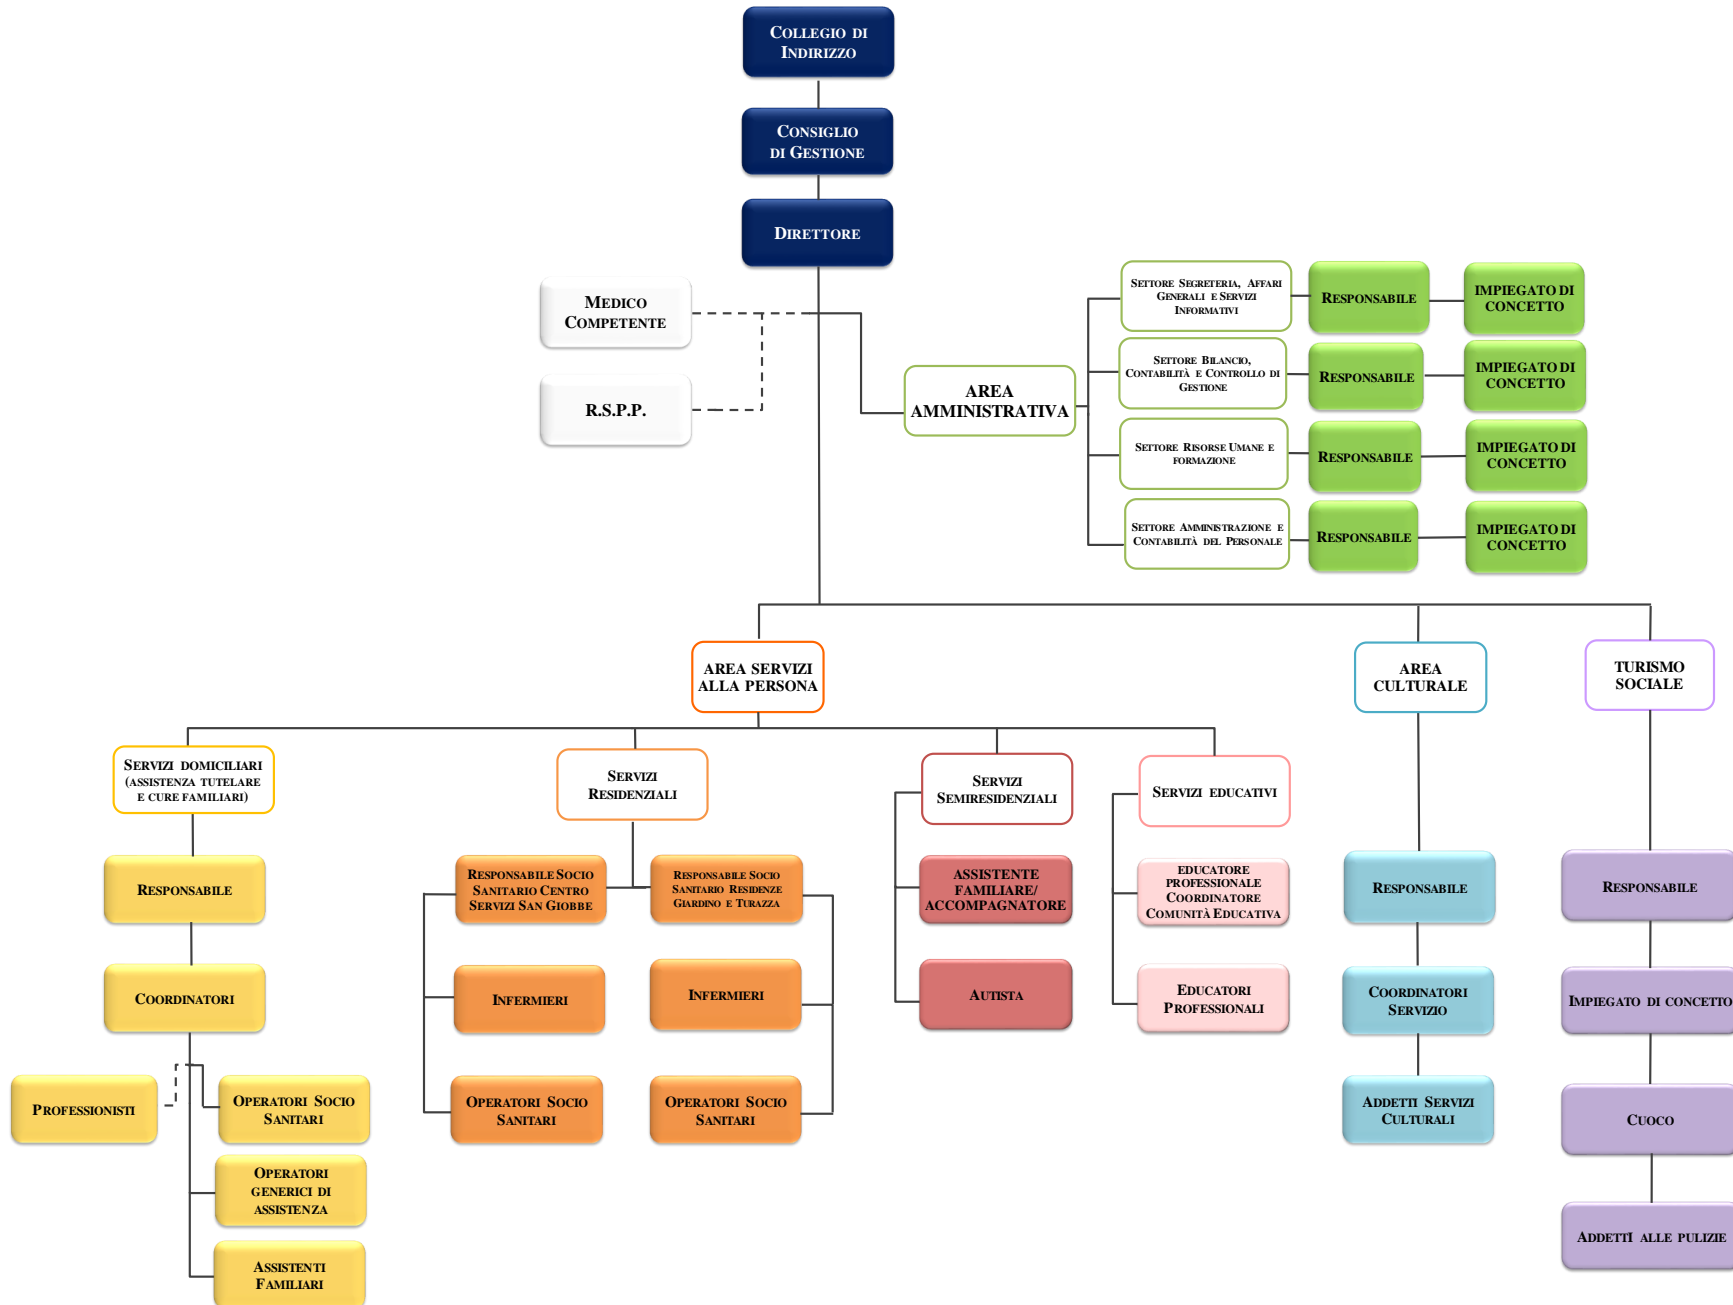 COLLEGIO DI
INDIRIZZO
CONSIGLIO
DI GESTIONE
DIRETTORE
MEDICO
COMPETENTE
R.S.P.P.
AREA
AMMINISTRATIVA
SETTORE SEGRETERIA, AFFARI
GENERALI E SERVIZI
INFORMATIVI
RESPONSABILE
IMPIEGATO DI
CONCETTO
SETTORE BILANCIO,
CONTABILITÀ E CONTROLLO DI
GESTIONE
RESPONSABILE
IMPIEGATO DI
CONCETTO
SETTORE RISORSE UMANE E
FORMAZIONE
RESPONSABILE
IMPIEGATO DI
CONCETTO
SETTORE AMMINISTRAZIONE E
CONTABILITÀ DEL PERSONALE
RESPONSABILE
IMPIEGATO DI
CONCETTO
AREA SERVIZI
ALLA PERSONA
AREA
CULTURALE
TURISMO
SOCIALE
SERVIZI DOMICILIARI
(ASSISTENZA TUTELARE
E CURE FAMILIARI)
SERVIZI
RESIDENZIALI
SERVIZI
SEMIRESIDENZIALI
SERVIZI EDUCATIVI
RESPONSABILE
RESPONSABILE SOCIO
SANITARIO CENTRO
SERVIZI SAN GIOBBE
RESPONSABILE SOCIO
SANITARIO RESIDENZE
GIARDINO E TURAZZA
ASSISTENTE
FAMILIARE/
ACCOMPAGNATORE
EDUCATORE
PROFESSIONALE
COORDINATORE
COMUNITÀ EDUCATIVA
RESPONSABILE
RESPONSABILE
COORDINATORI
INFERMIERI
INFERMIERI
AUTISTA
EDUCATORI
PROFESSIONALI
COORDINATORI
SERVIZIO
IMPIEGATO DI CONCETTO
PROFESSIONISTI
OPERATORI SOCIO
SANITARI
OPERATORI SOCIO
SANITARI
OPERATORI SOCIO
SANITARI
ADDETTI SERVIZI
CULTURALI
CUOCO
OPERATORI
GENERICI DI
ASSISTENZA
ADDETTI ALLE PULIZIE
ASSISTENTI
FAMILIARI